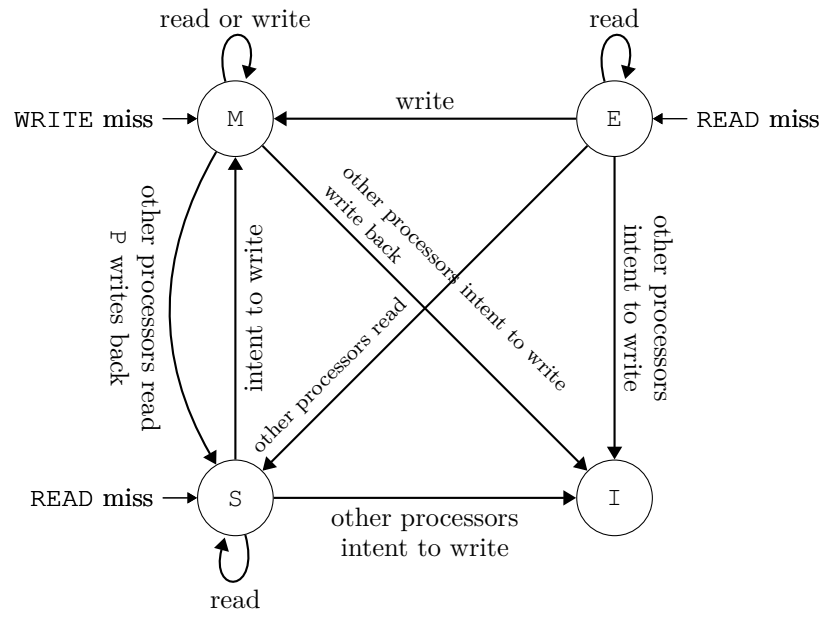 read or write
read
WRITE miss
M
write
E
READ miss
other processors read
P writes back
intent to write
other processors intent to write
write back
other processors read
other processors
intent to write
READ miss
S
other processors
intent to write
I
read